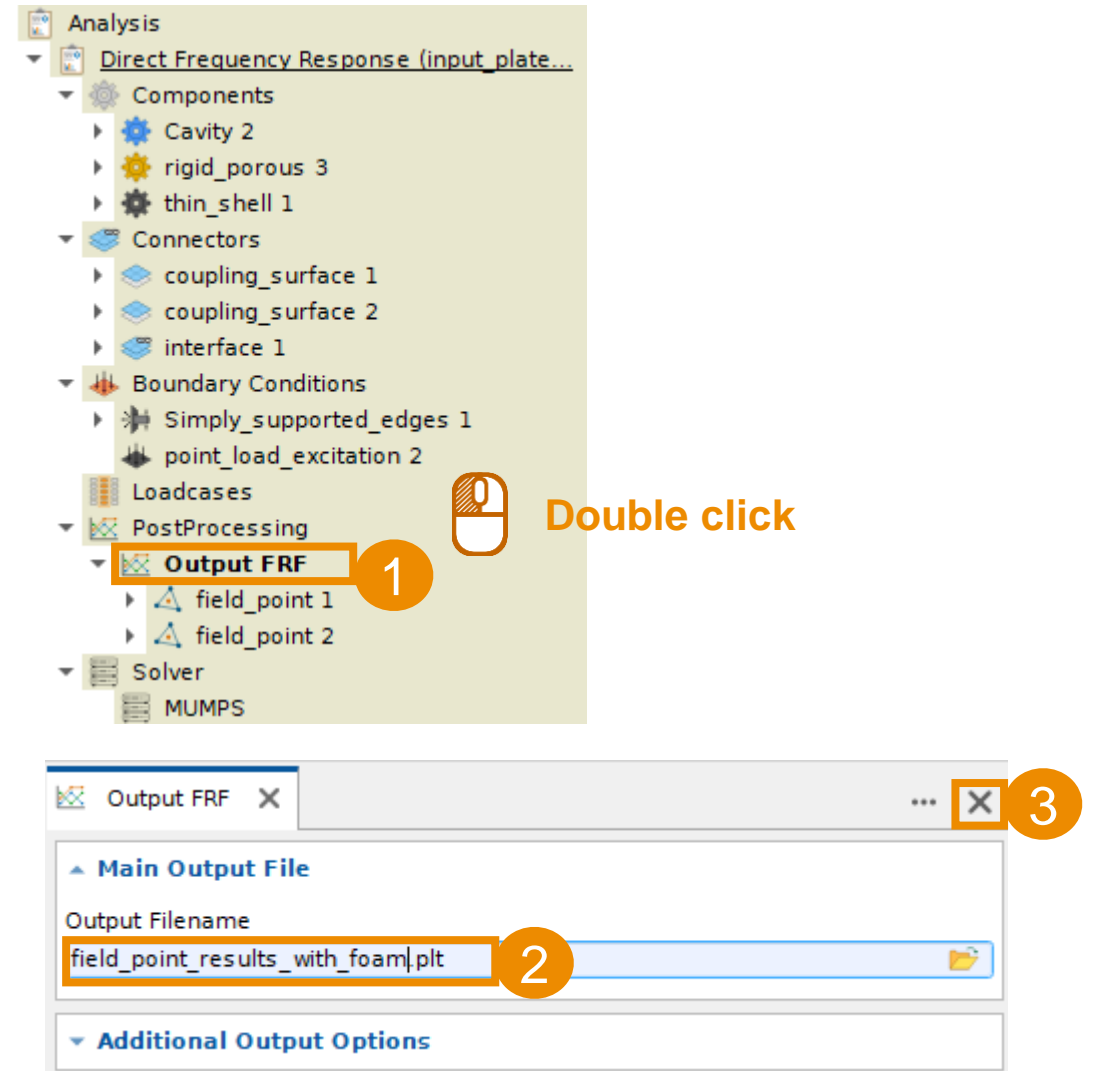 Analysis
Direct Frequency Response (input_plate...
Components
Cavity 2
rigid_porous 3
thin_shell 1
Connectors
coupling_surface 1
coupling_surface 2
interface 1
Boundary Conditions
Simply_supported_edges 1
point_load_excitation 2
Loadcases
Double click
PostProcessing
Output FRF
1
field_point 1
field_point 2
Solver
MUMPS
Output FRF
3
Main Output File
Output Filename
field_point_results_with_foam.plt
2
Additional Output Options